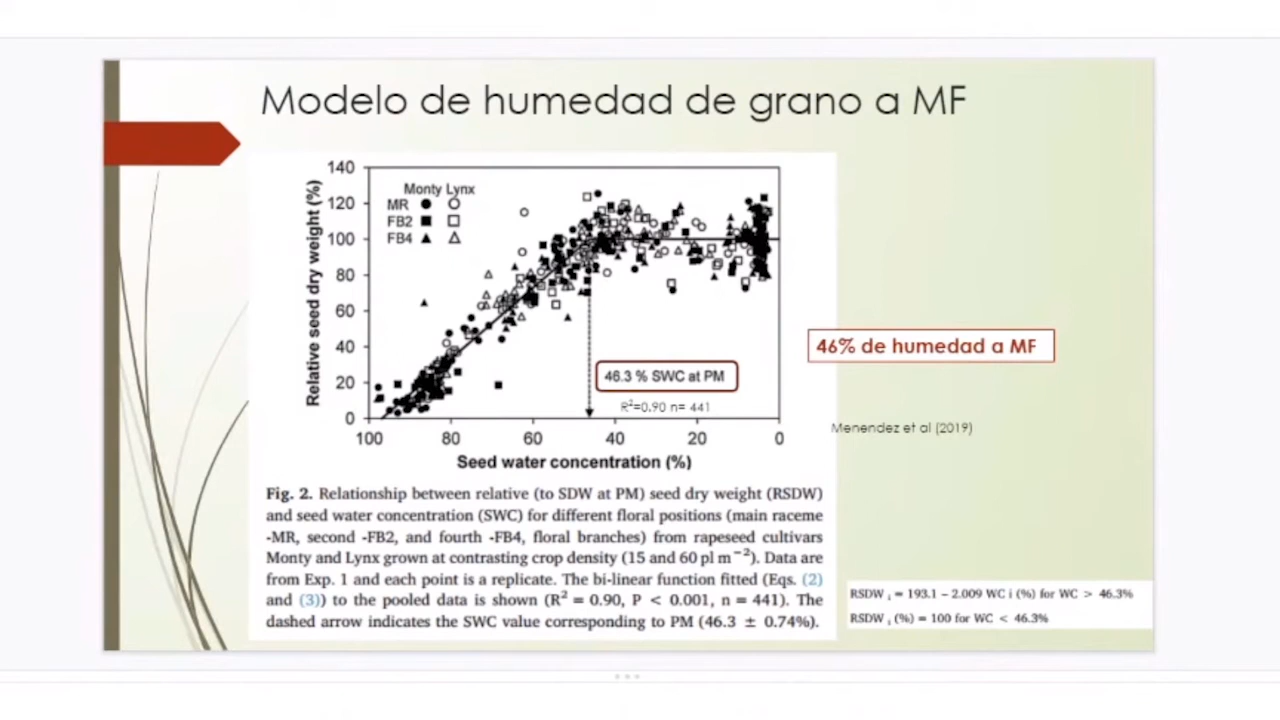 Modelo de humedad de grano a MF
Relative seed dry weight (%)
140
120
100
80
60
40
20
0
Monty Lynx
MR
FB2
FB4
46.3 % SWC at PM
R²=0.90 n= 441
100 80 60 40 20 0
Seed water concentration (%)
46% de humedad a MF
Menendez et al (2019)
Fig. 2. Relationship between relative (to SDW at PM) seed dry weight (RSDW)
and seed water concentration (SWC) for different floral positions (main raceme
-MR, second -FB2, and fourth -FB4, floral branches) from rapeseed cultivars
Monty and Lynx grown at contrasting crop density (15 and 60 pl m⁻²). Data are
from Exp. 1 and each point is a replicate. The bi-linear function fitted (Eqs. (2)
and (3)) to the pooled data is shown (R² = 0.90, P < 0.001, n = 441). The
dashed arrow indicates the SWC value corresponding to PM (46.3 ± 0.74%).
RSDW i = 193.1 – 2.009 WC i (%) for WC > 46.3%
RSDW i (%) = 100 for WC < 46.3%